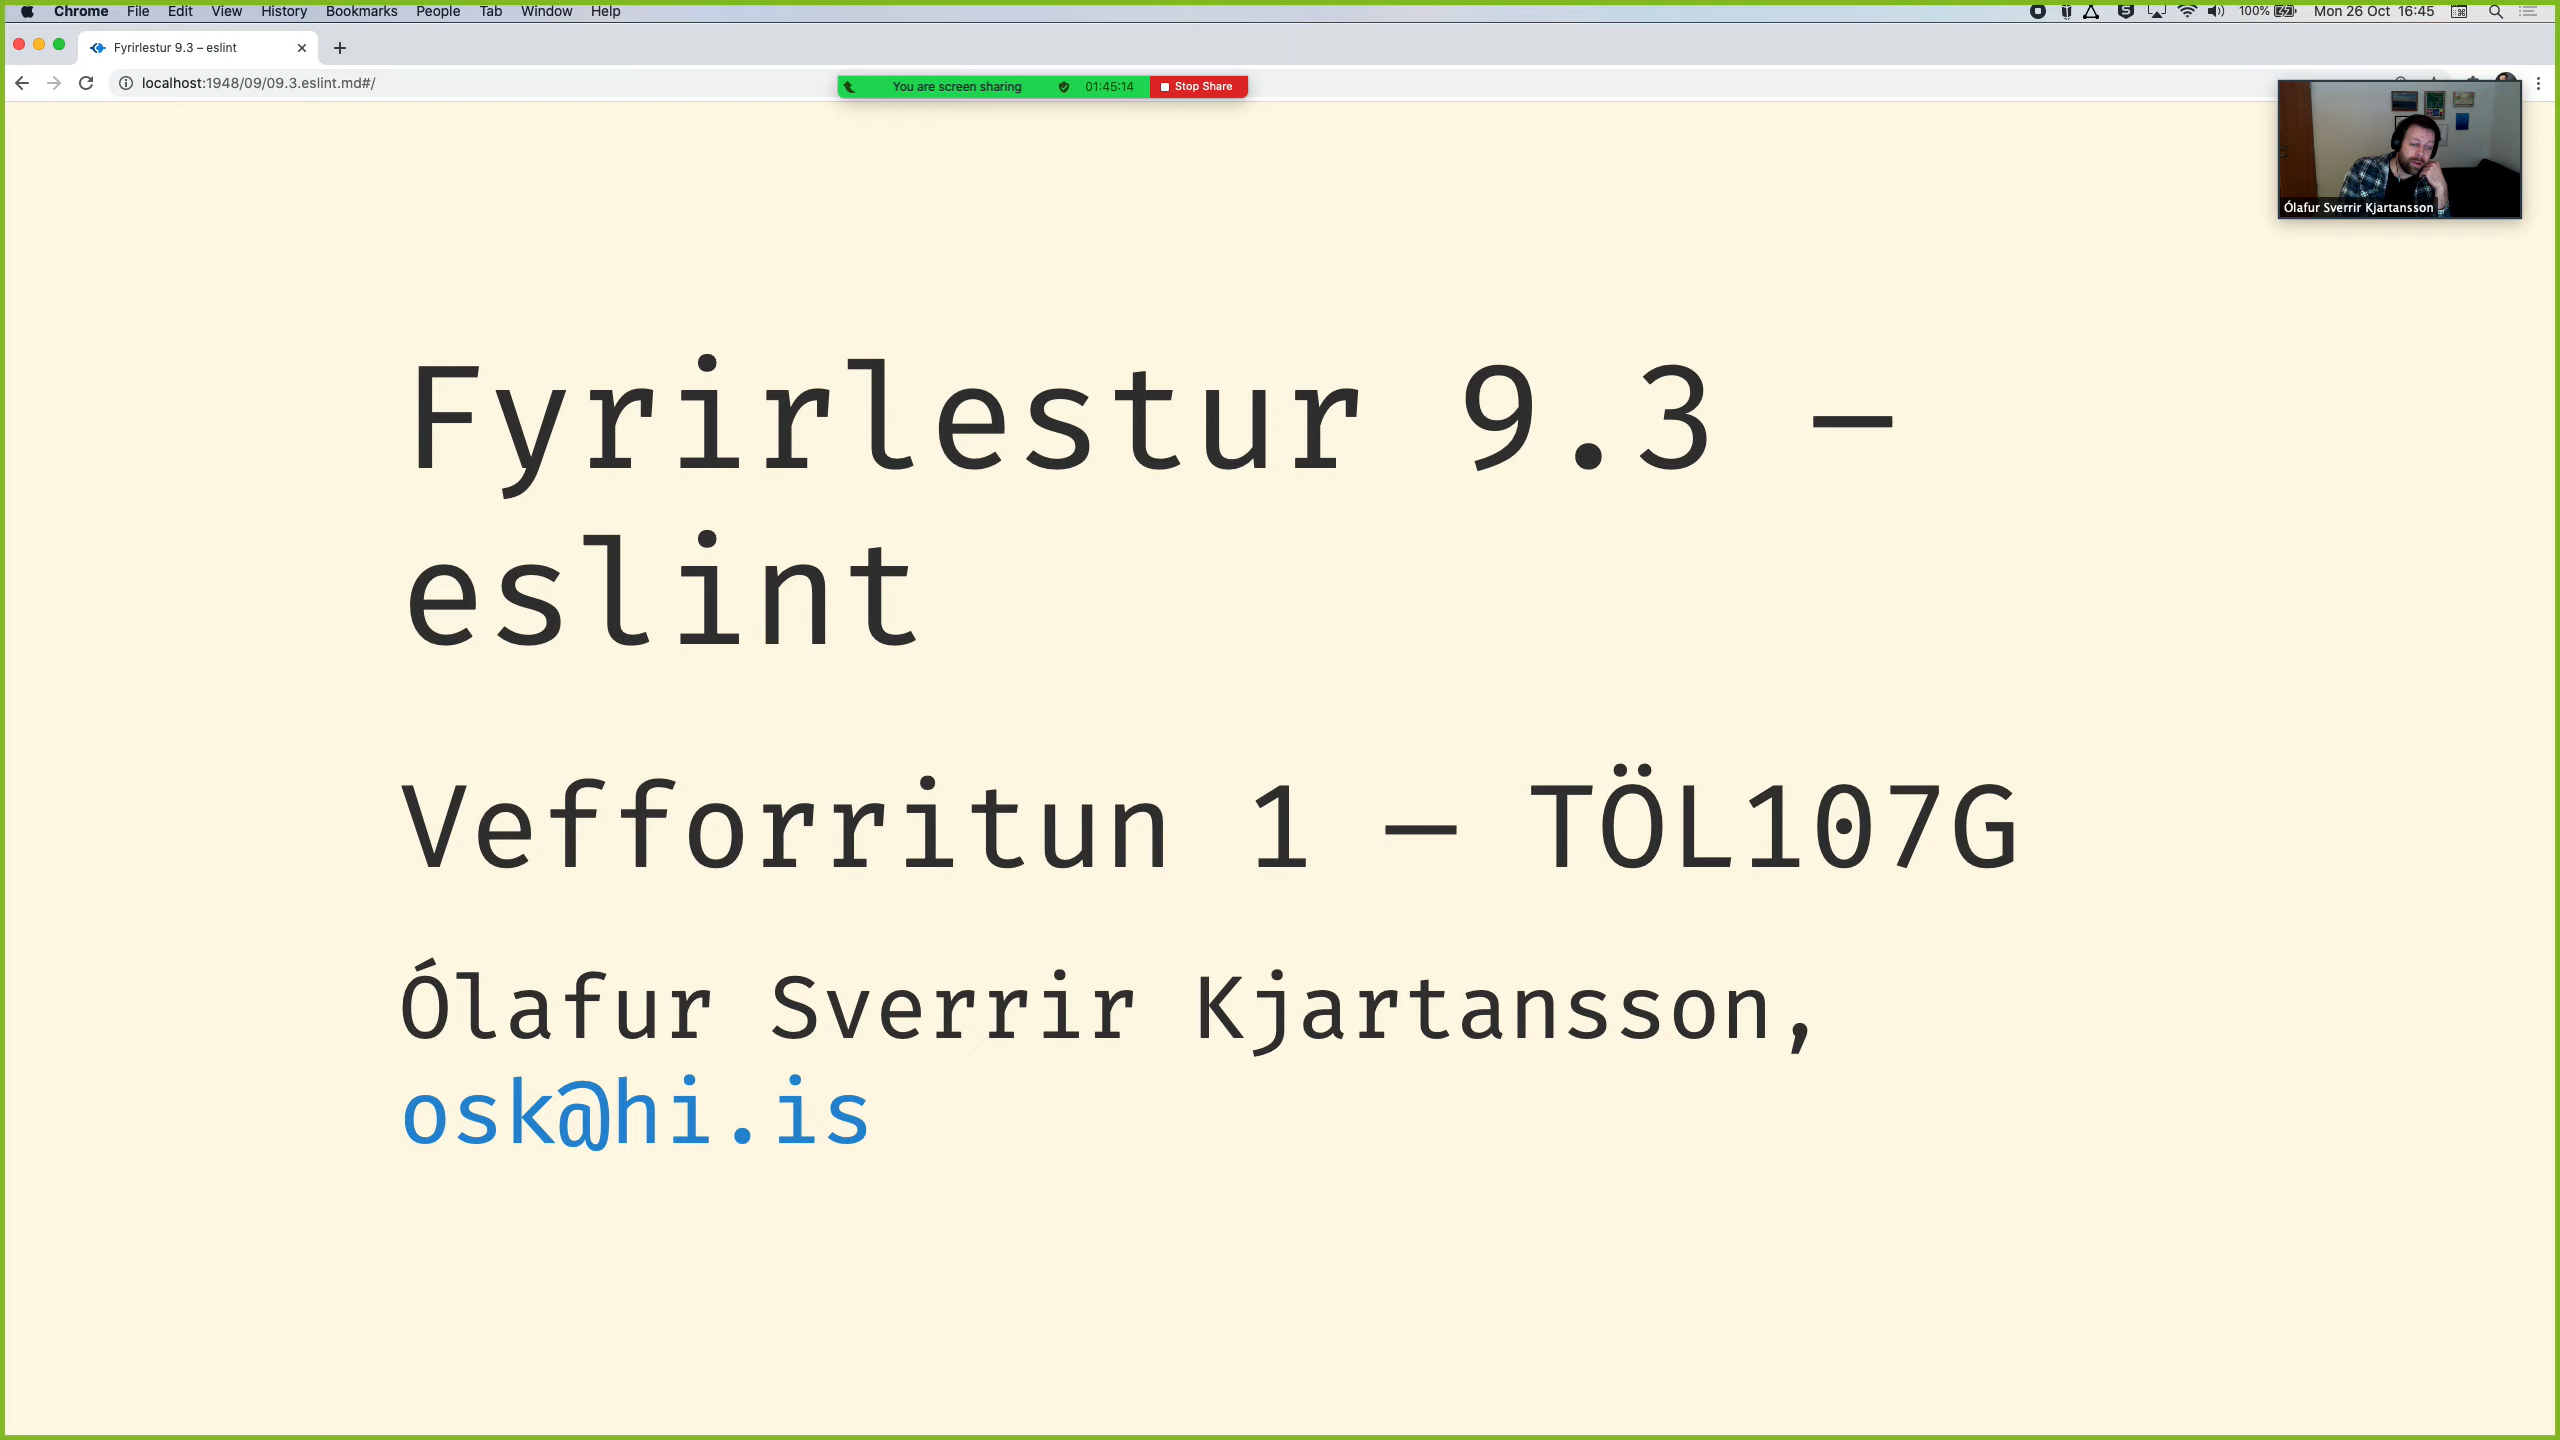 Chrome File Edit View History Bookmarks People Tab Window Help 100% Mon 26 Oct 16:45
Fyrirlestur 9.3 – eslint
localhost:1948/09/09.3.eslint.md#/
You are screen sharing 01:45:14 Stop Share
Ólafur Sverrir Kjartansson
Fyrirlestur 9.3 —
eslint
Vefforritun 1 — TÖL107G
Ólafur Sverrir Kjartansson,
osk@hi.is